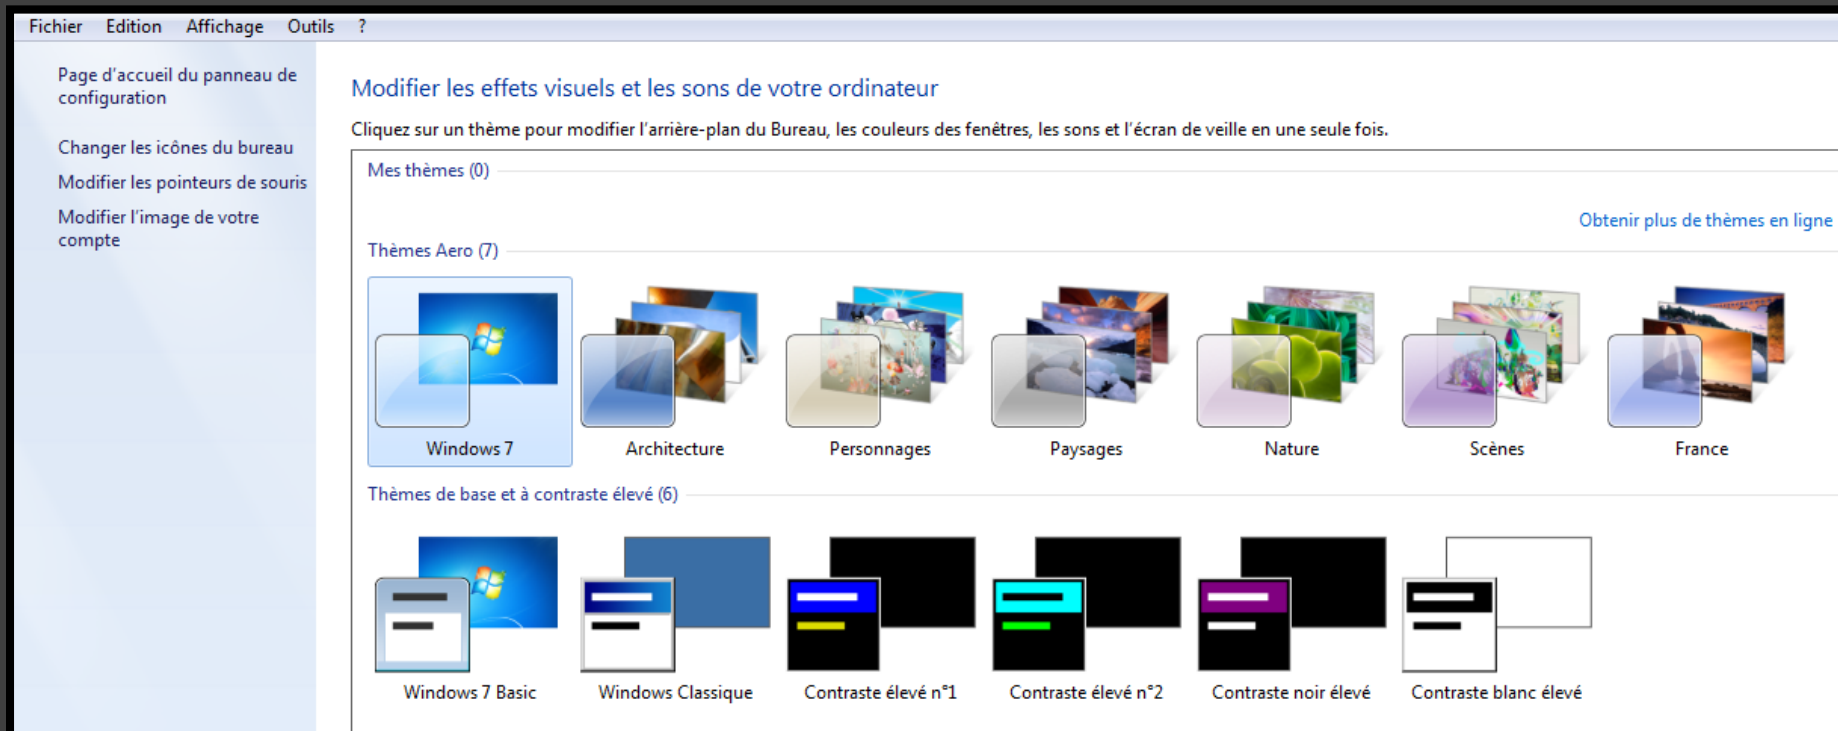 Fichier Edition Affichage Outils ?
Page d'accueil du panneau de
configuration
Changer les icônes du bureau
Modifier les pointeurs de souris
Modifier l'image de votre
compte
Modifier les effets visuels et les sons de votre ordinateur
Cliquez sur un thème pour modifier l'arrière-plan du Bureau, les couleurs des fenêtres, les sons et l'écran de veille en une seule fois.
Mes thèmes (0)
Obtenir plus de thèmes en ligne
Thèmes Aero (7)
Windows 7 Architecture Personnages Paysages Nature Scènes France
Thèmes de base et à contraste élevé (6)
Windows 7 Basic Windows Classique Contraste élevé n°1 Contraste élevé n°2 Contraste noir élevé Contraste blanc élevé